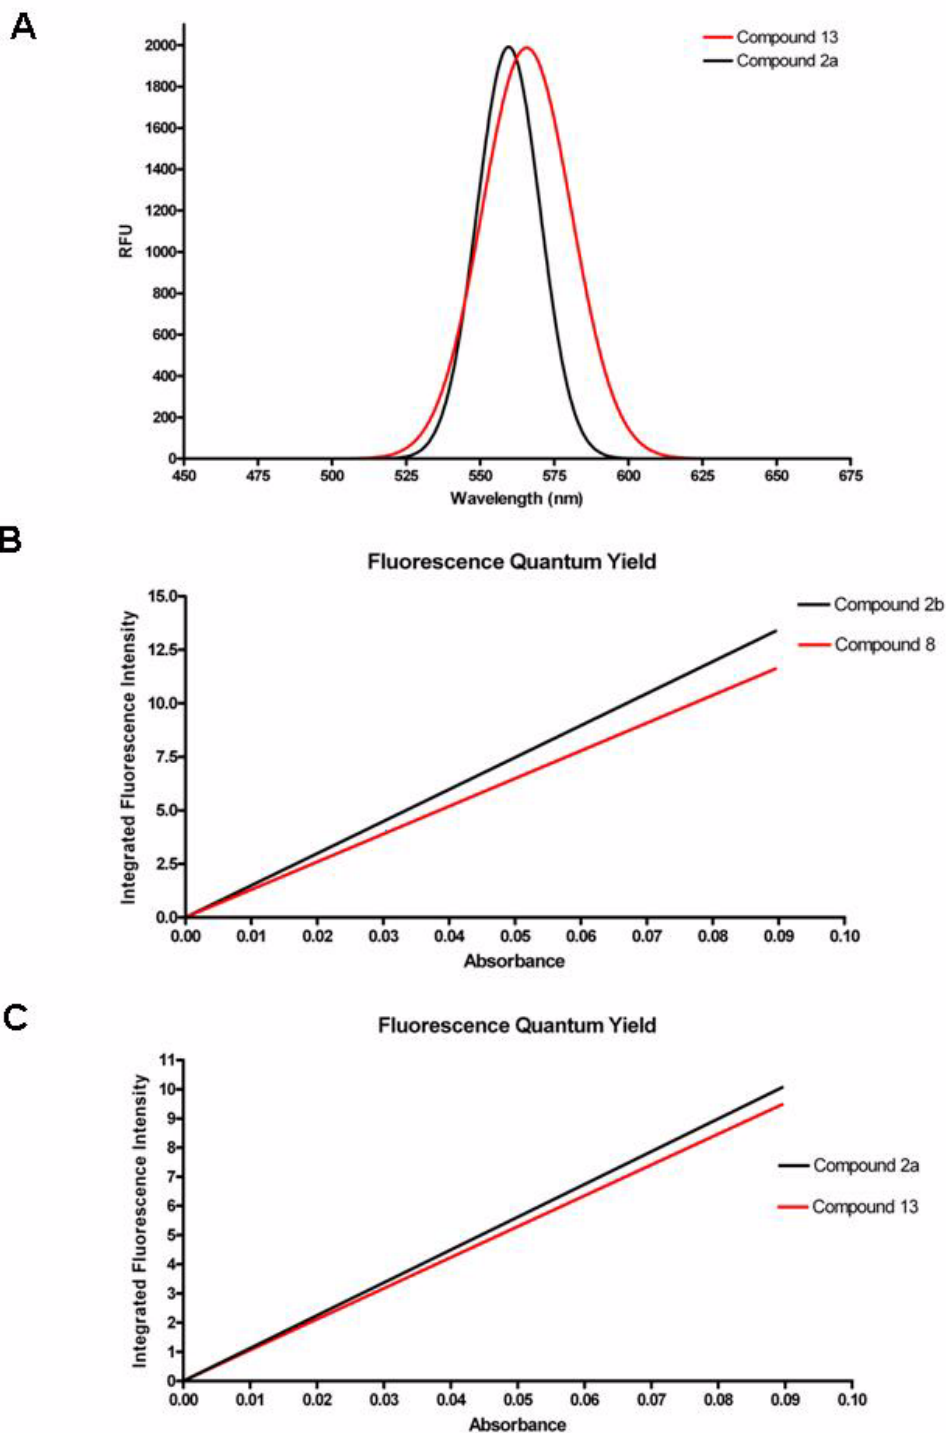 A
Compound 13
Compound 2a
2000
1800
1600
1400
1200
1000
800
600
400
200
0
RFU
450 475 500 525 550 575 600 625 650 675
Wavelength (nm)
B
Fluorescence Quantum Yield
Compound 2b
Compound 8
15.0
12.5
10.0
7.5
5.0
2.5
0.0
Integrated Fluorescence Intensity
0.00 0.01 0.02 0.03 0.04 0.05 0.06 0.07 0.08 0.09 0.10
Absorbance
C
Fluorescence Quantum Yield
11
10
9
8
7
6
5
4
3
2
1
0
Integrated Fluorescence Intensity
Compound 2a
Compound 13
0.00 0.01 0.02 0.03 0.04 0.05 0.06 0.07 0.08 0.09 0.10
Absorbance